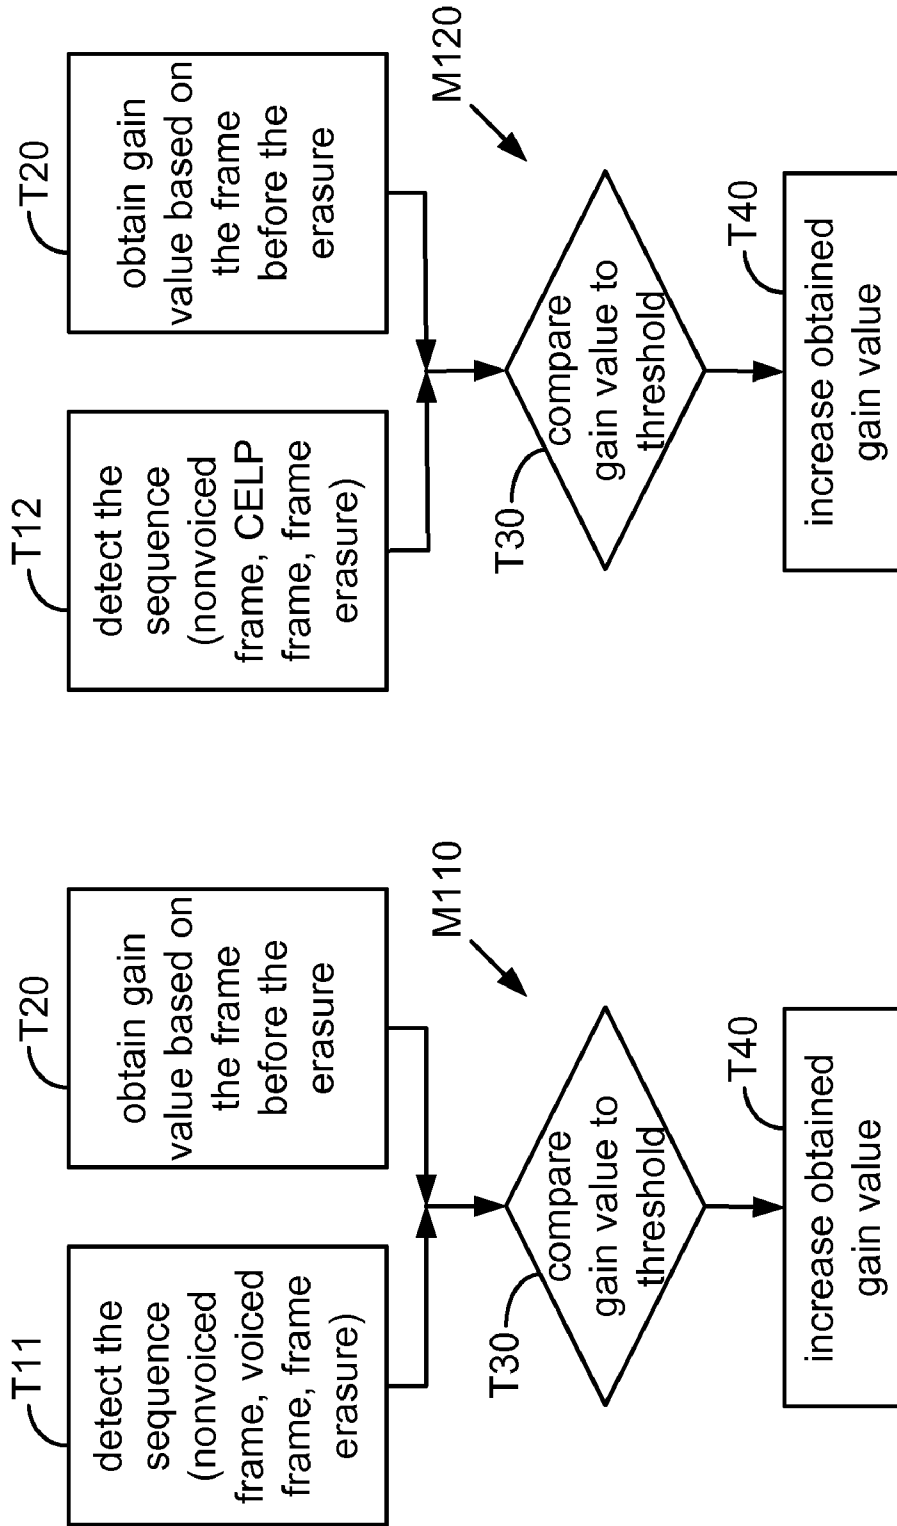 T11
detect the
sequence
(nonvoiced
frame, voiced
frame, frame
erasure)
T20
obtain gain
value based on
the frame
before the
erasure
M110
T30
compare
gain value to
threshold
T40
increase obtained
gain value
T12
detect the
sequence
(nonvoiced
frame, CELP
frame, frame
erasure)
T20
obtain gain
value based on
the frame
before the
erasure
M120
T30
compare
gain value to
threshold
T40
increase obtained
gain value